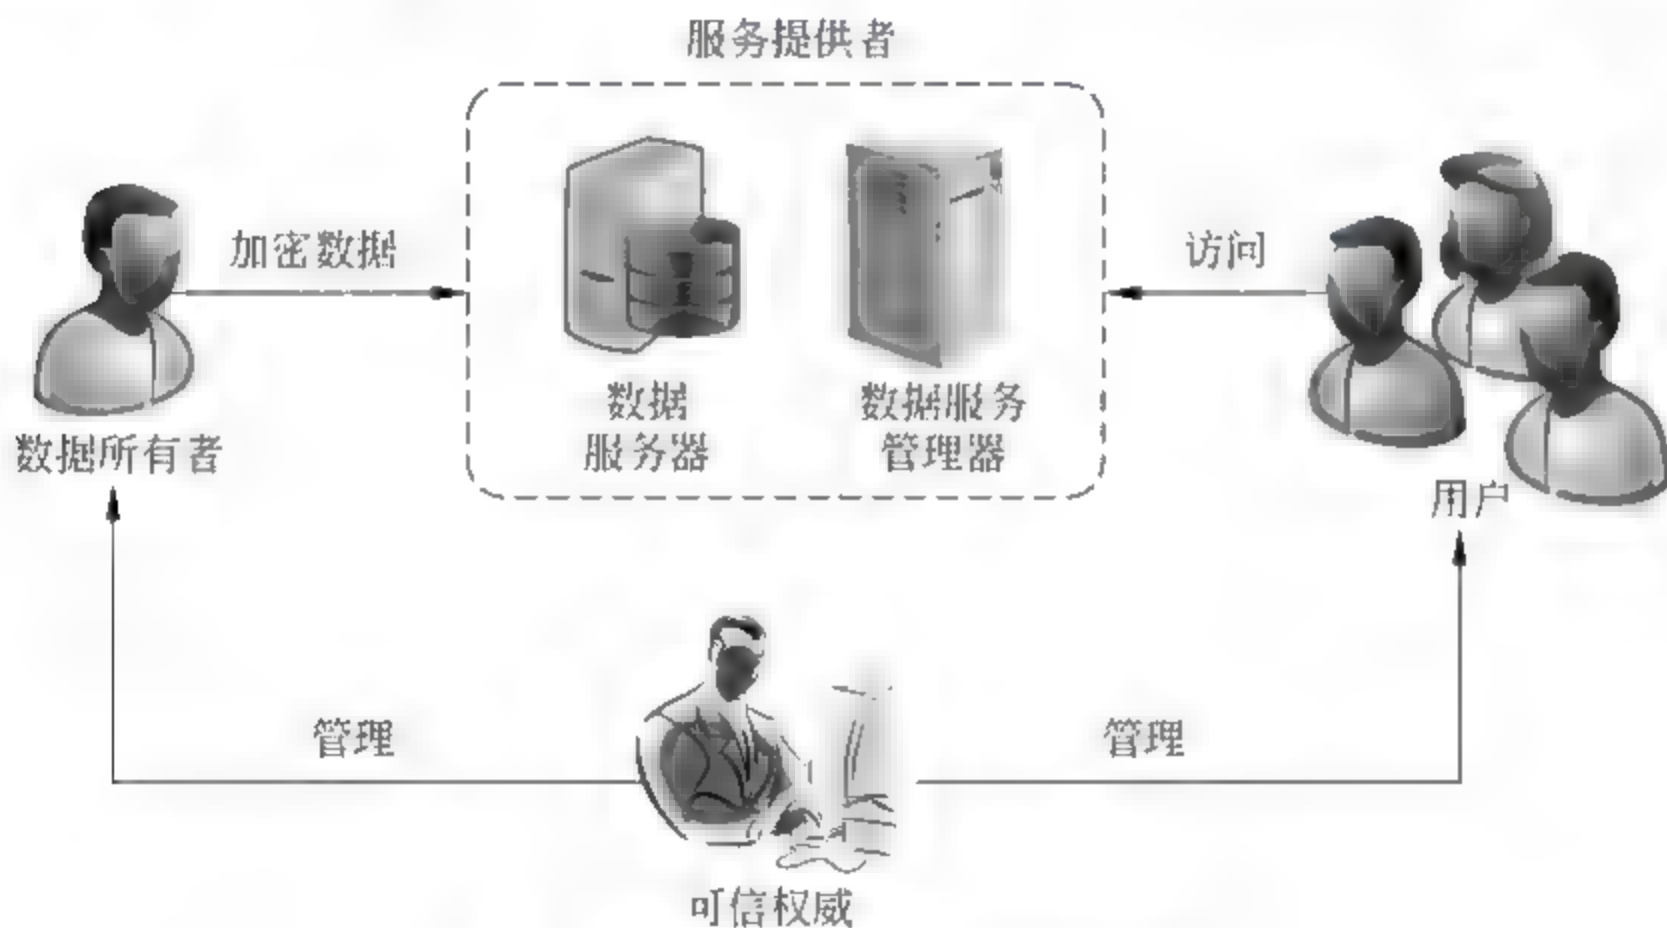 服务提供者
加密数据
访问
数据
服务器
数据服务
管理器
数据所有者
用户
管理
管理
可信权威